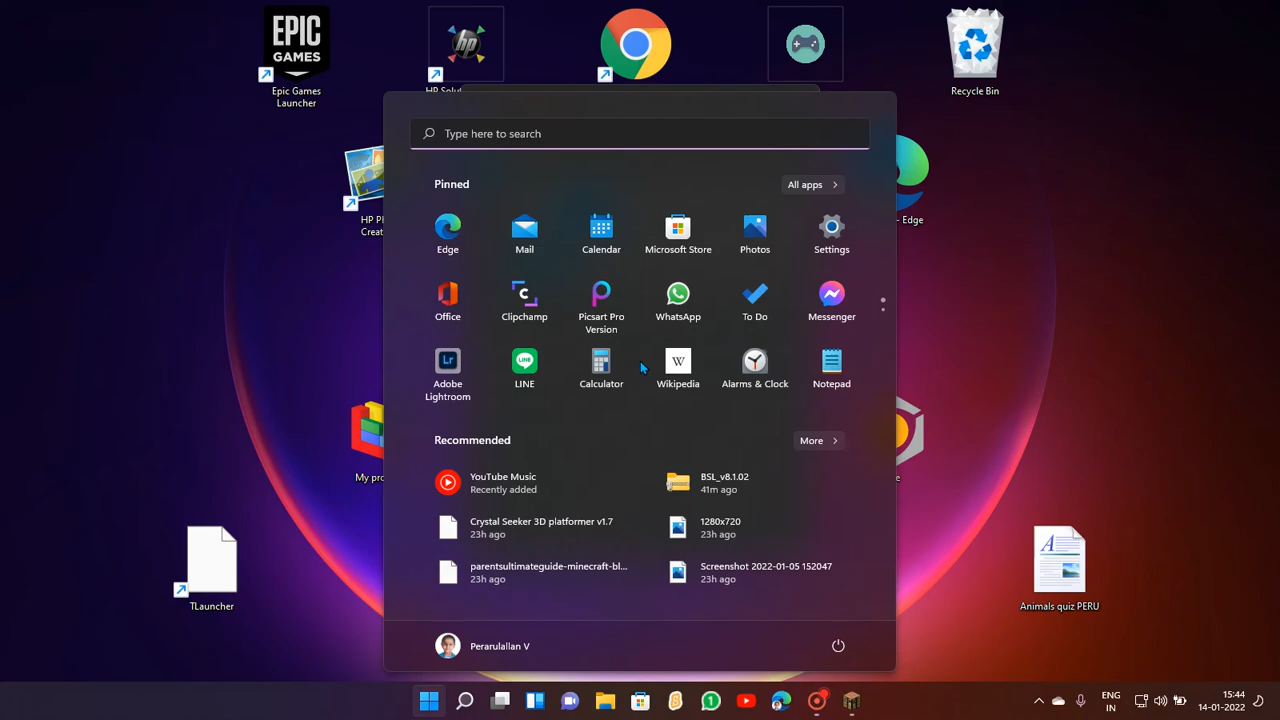 EPIC
GAMES
Epic Games
Launcher
hp
HP Solu
Recycle Bin
HP P
Creat
- Edge
Type here to search
Pinned
All apps
Edge
Mail
Calendar
Microsoft Store
Photos
Settings
Office
Clipchamp
Picsart Pro
Version
WhatsApp
To Do
Messenger
Lr
Adobe
Lightroom
LINE
LINE
Calculator
W
Wikipedia
Alarms & Clock
Notepad
Recommended
More
My pro
e
YouTube Music
Recently added
BSL_v8.1.02
41m ago
Crystal Seeker 3D platformer v1.7
23h ago
1280x720
23h ago
parentsultimateguide-minecraft-bl...
23h ago
Screenshot 2022-01-05 152047
23h ago
TLauncher
A
Animals quiz PERU
Perarulallan V
1
ENG
IN
15:44
14-01-2022